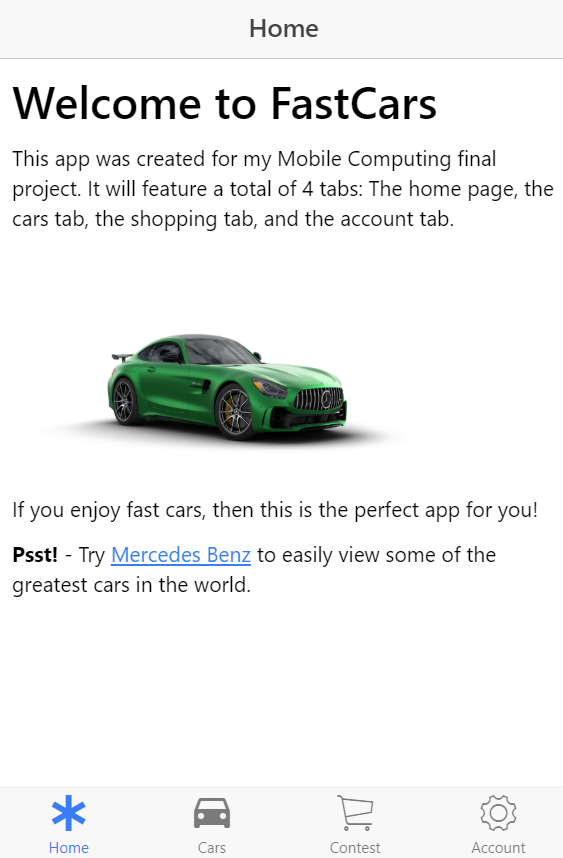 Home
Welcome to FastCars
This app was created for my Mobile Computing final
project. It will feature a total of 4 tabs: The home page, the
cars tab, the shopping tab, and the account tab.
If you enjoy fast cars, then this is the perfect app for you!
Psst! - Try Mercedes Benz to easily view some of the
greatest cars in the world.
Home
Cars
Contest
Account